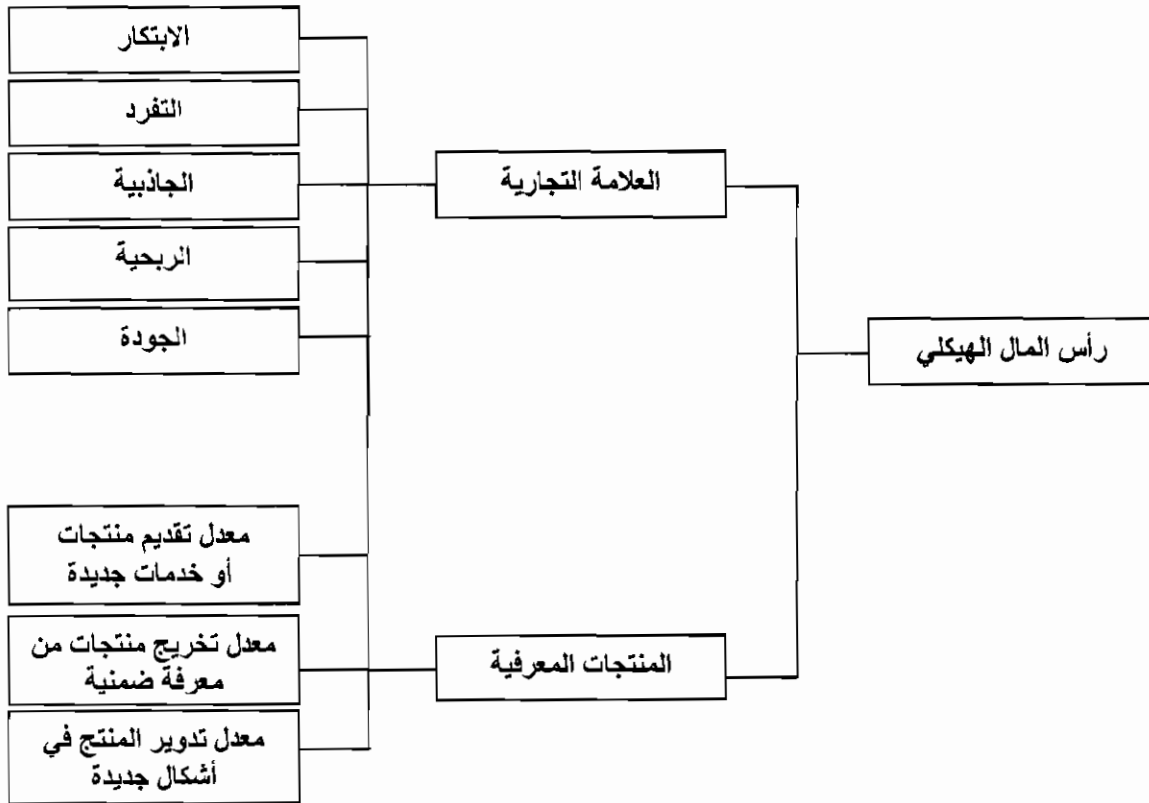 رأس المال الهيكلي
العلامة التجارية
الابتكار
التفرد
الجاذبية
الربحية
الجودة
المنتجات المعرفية
معدل تقديم منتجات
أو خدمات جديدة
معدل تخريج منتجات من
معرفة ضمنية
معدل تدوير المنتج في
أشكال جديدة